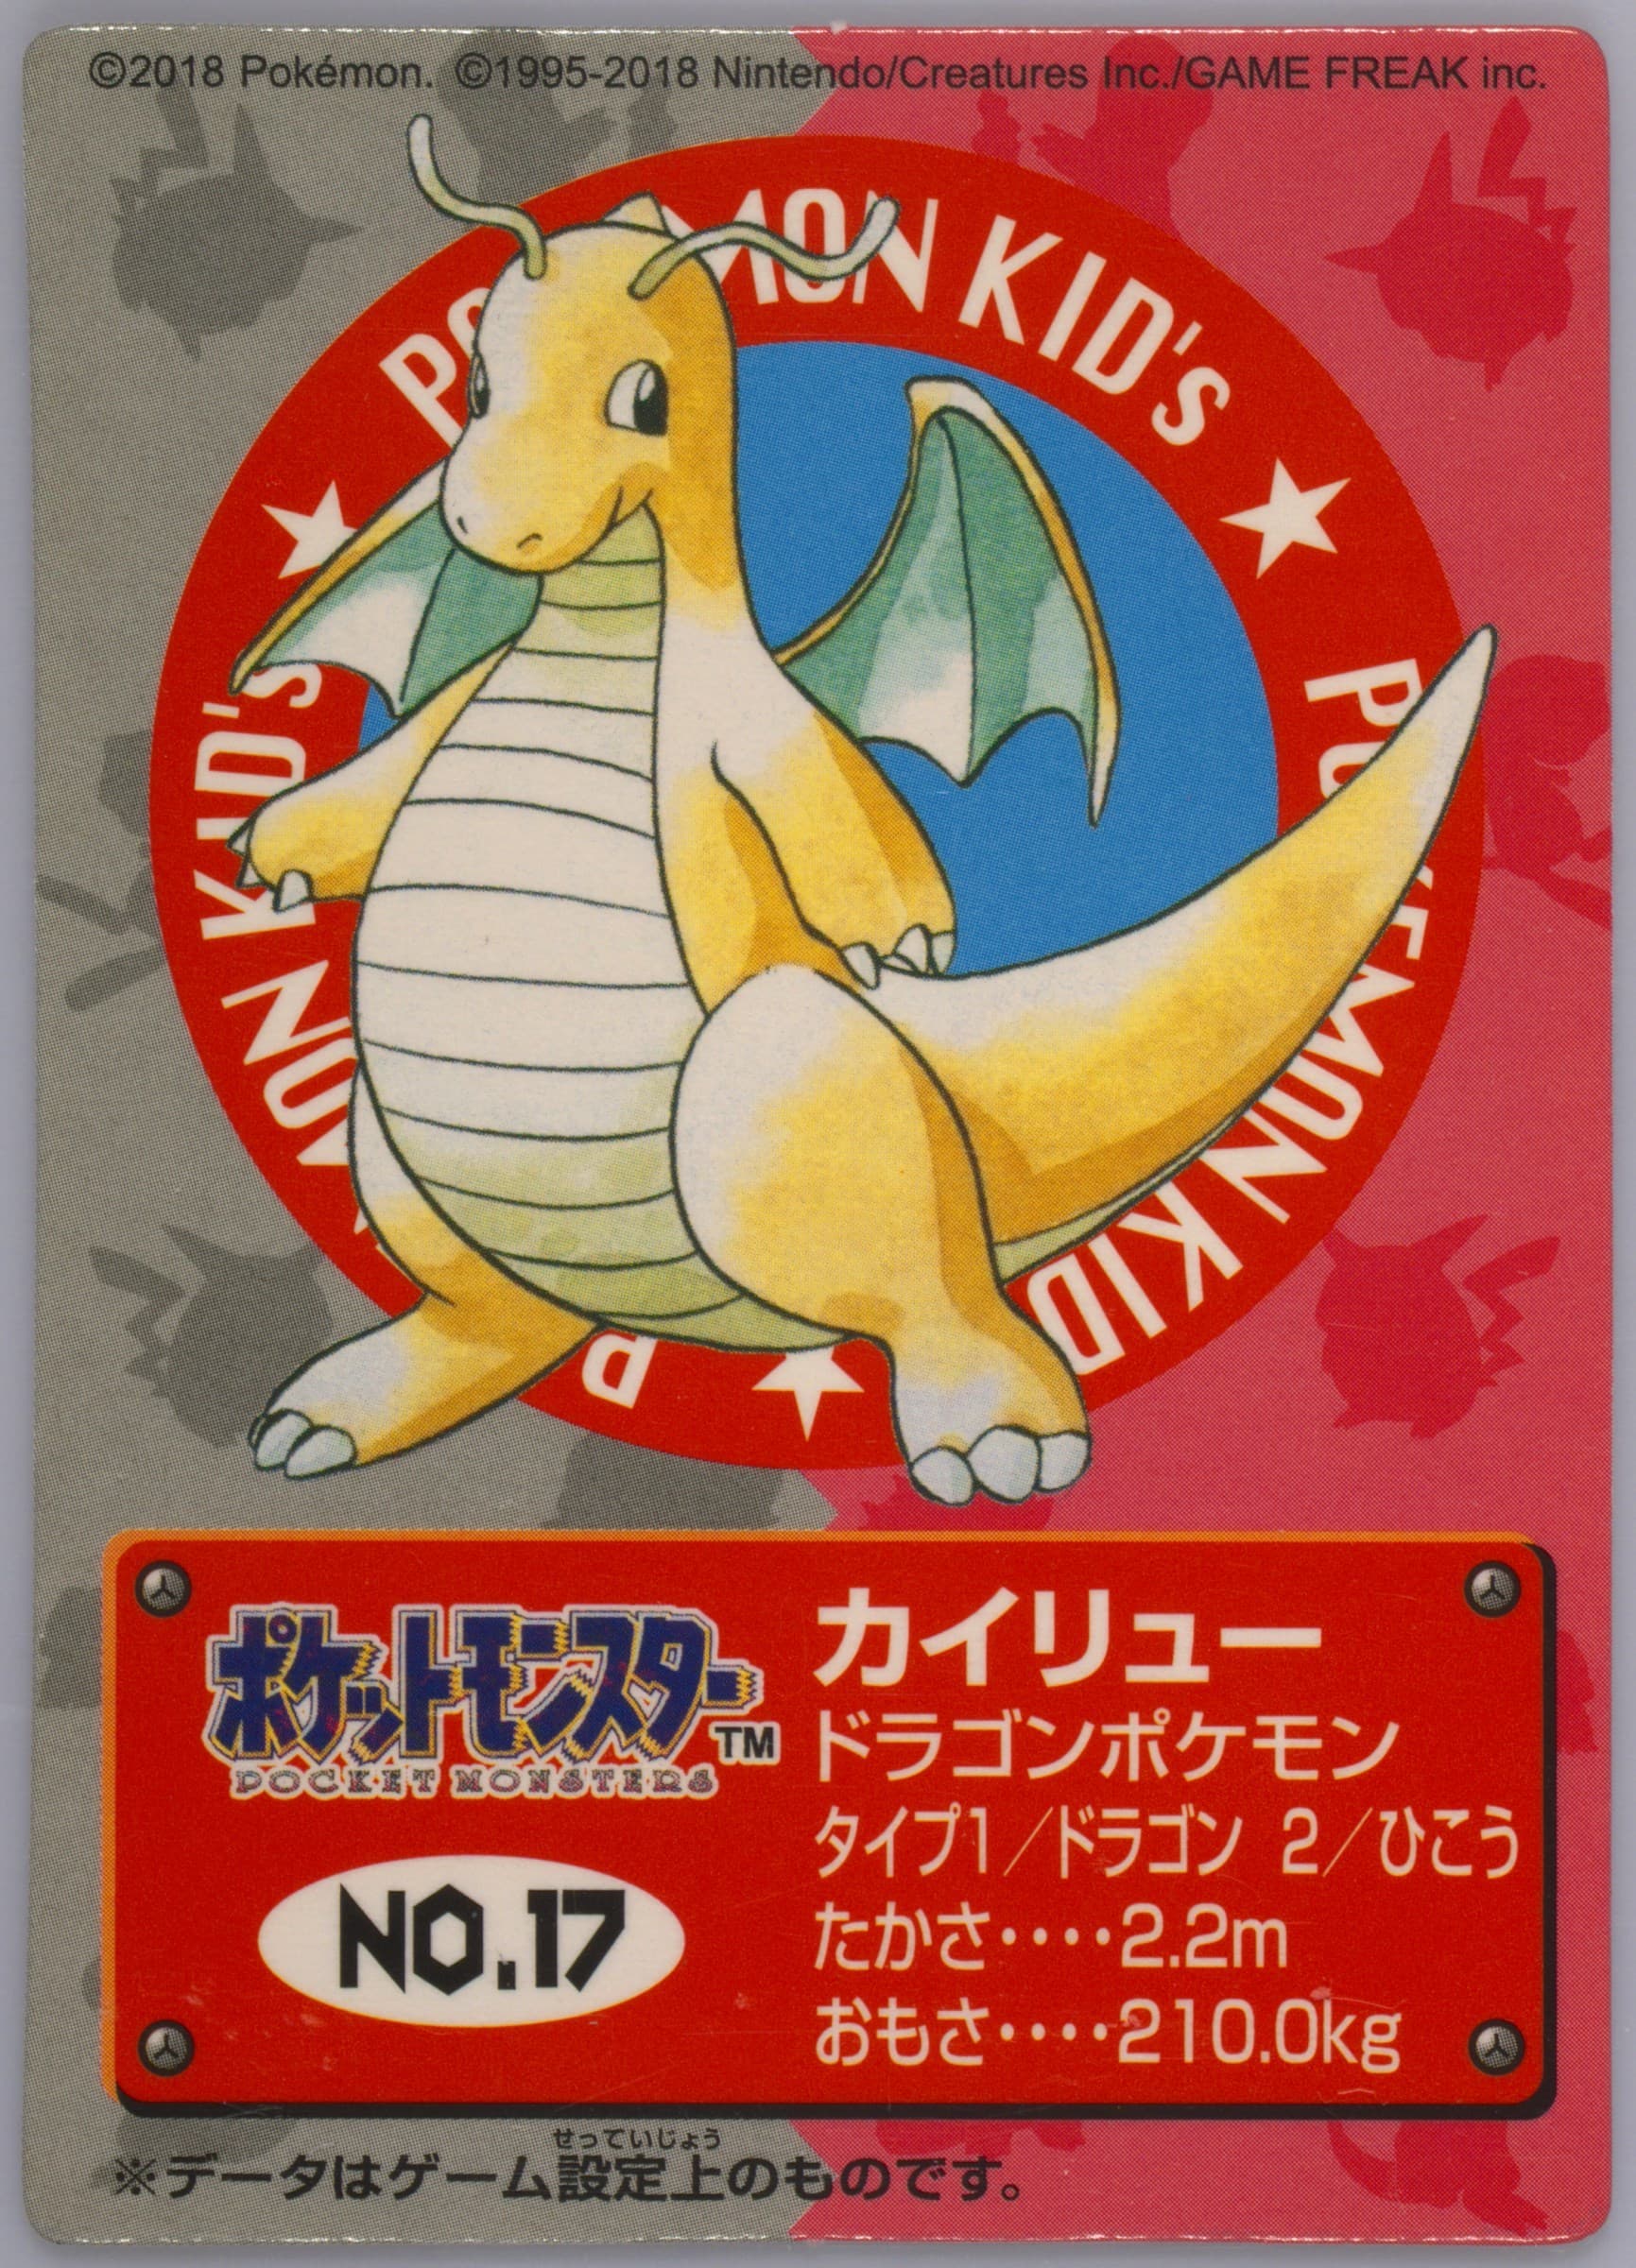 ©2018 Pokémon. ©1995-2018 Nintendo/Creatures Inc./GAME FREAK inc.
MON KID's
KID's
ON KID's
MON KID
ポケットモンスター™
POCKET MONSTERS
NO.17
カイリュー
ドラゴンポケモン
タイプ1／ドラゴン 2／ひこう
たかさ････2.2m
おもさ････210.0kg
せっていじょう
※データはゲーム設定上のものです。